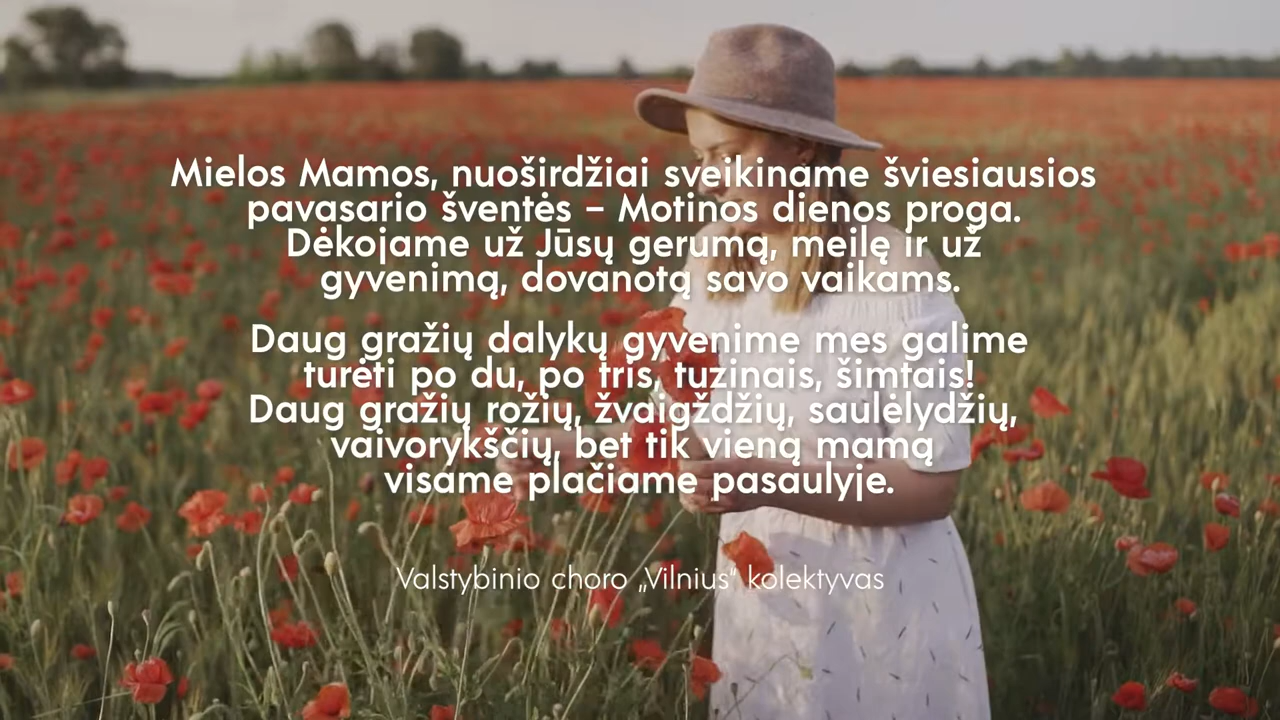 Mielos Mamos, nuoširdžiai sveikiname šviesiausios
pavasario šventės – Motinos dienos proga.
Dėkojame už Jūsų gerumą, meilę ir už
gyvenimą, dovanotą savo vaikams.
Daug gražių dalykų gyvenime mes galime
turėti po du, po tris, tuzinais, šimtais!
Daug gražių rožių, žvaigždžių, saulėlydžių,
vaivorykščių, bet tik vieną mamą
visame plačiame pasaulyje.
Valstybinio choro „Vilnius“ kolektyvas